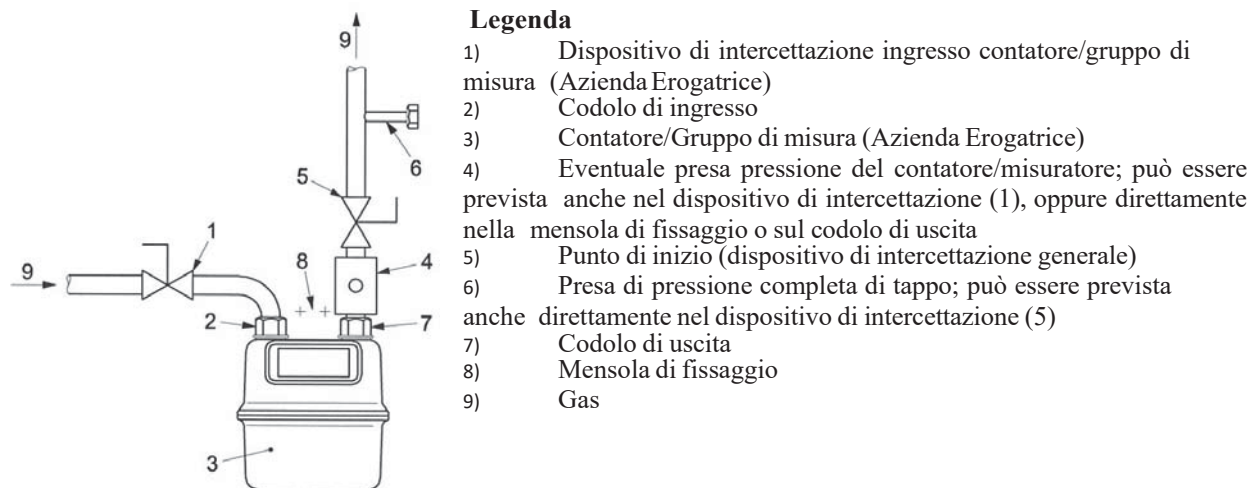 9
6
5
1
9
8
4
2
7
3
Legenda
1) Dispositivo di intercettazione ingresso contatore/gruppo di
misura (Azienda Erogatrice)
2) Codolo di ingresso
3) Contatore/Gruppo di misura (Azienda Erogatrice)
4) Eventuale presa pressione del contatore/misuratore; può essere
prevista anche nel dispositivo di intercettazione (1), oppure direttamente
nella mensola di fissaggio o sul codolo di uscita
5) Punto di inizio (dispositivo di intercettazione generale)
6) Presa di pressione completa di tappo; può essere prevista
anche direttamente nel dispositivo di intercettazione (5)
7) Codolo di uscita
8) Mensola di fissaggio
9) Gas